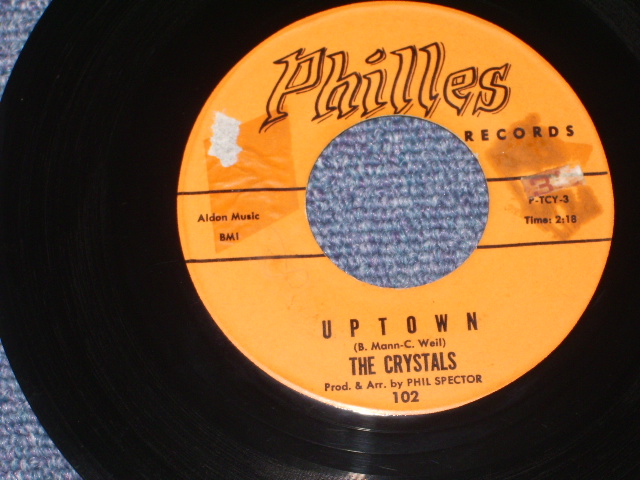 Philles
RECORDS
3
P-TCY-3
Aldon Music
Time: 2:18
BMI
UPTOWN
(B. Mann-C. Weil)
THE CRYSTALS
Prod. & Arr. by PHIL SPECTOR
102